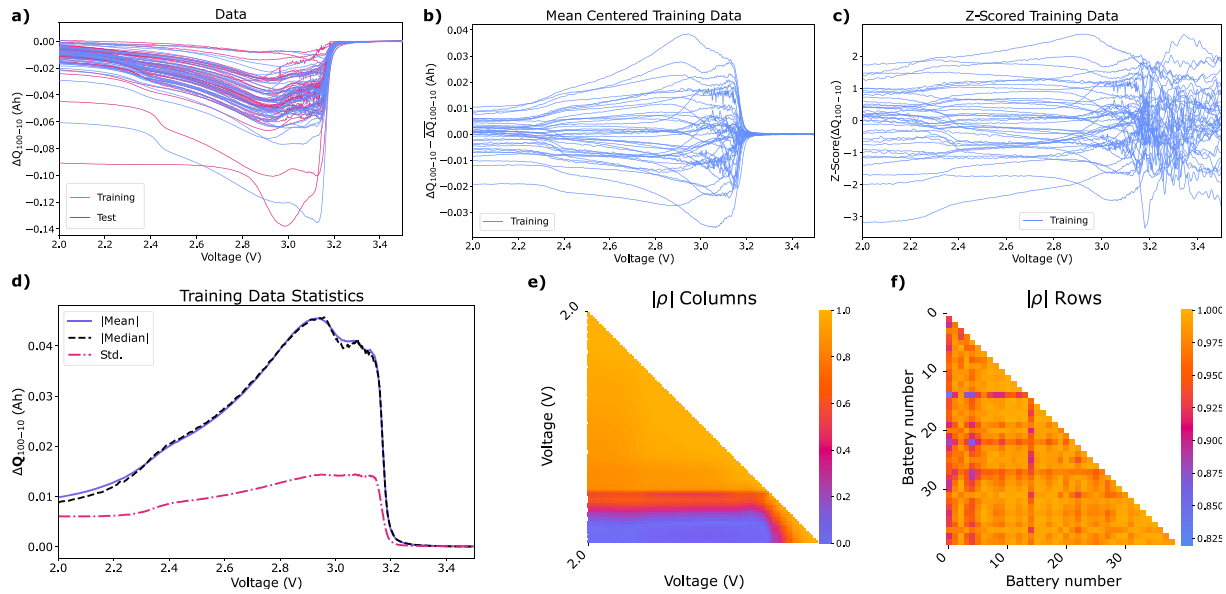 a)
Data
0.00
−0.02
−0.04
−0.06
−0.08
−0.10
−0.12
−0.14
ΔQ₁₀₀₋₁₀ (Ah)
Training
Test
2.0 2.2 2.4 2.6 2.8 3.0 3.2 3.4
Voltage (V)
b)
Mean Centered Training Data
0.04
0.03
0.02
0.01
0.00
−0.01
−0.02
−0.03
ΔQ₁₀₀₋₁₀ − ΔQ₁₀₀₋₁₀ (Ah)
Training
2.0 2.2 2.4 2.6 2.8 3.0 3.2 3.4
Voltage (V)
c)
Z-Scored Training Data
2
1
0
−1
−2
−3
Z-Score(ΔQ₁₀₀₋₁₀)
Training
2.0 2.2 2.4 2.6 2.8 3.0 3.2 3.4
Voltage (V)
d)
Training Data Statistics
|Mean|
|Median|
Std.
0.04
0.03
0.02
0.01
0.00
ΔQ₁₀₀₋₁₀ (Ah)
2.0 2.2 2.4 2.6 2.8 3.0 3.2 3.4
Voltage (V)
e)
|ρ| Columns
2.0
Voltage (V)
2.0
Voltage (V)
1.0
0.8
0.6
0.4
0.2
0.0
f)
|ρ| Rows
0
10
20
30
Battery number
0 10 20 30
Battery number
1.000
0.975
0.950
0.925
0.900
0.875
0.850
0.825